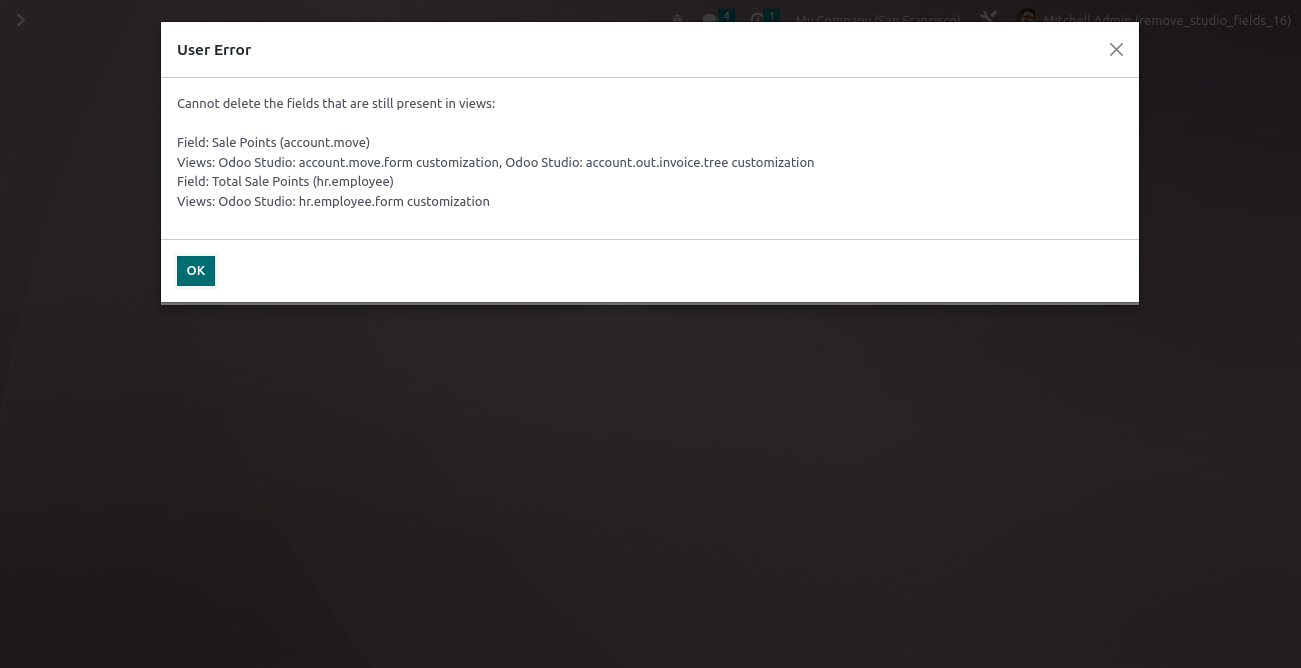 4
1
My Company (San Francisco)
Mitchell Admin (remove_studio_fields_16)
User Error
Cannot delete the fields that are still present in views:
Field: Sale Points (account.move)
Views: Odoo Studio: account.move.form customization, Odoo Studio: account.out.invoice.tree customization
Field: Total Sale Points (hr.employee)
Views: Odoo Studio: hr.employee.form customization
OK